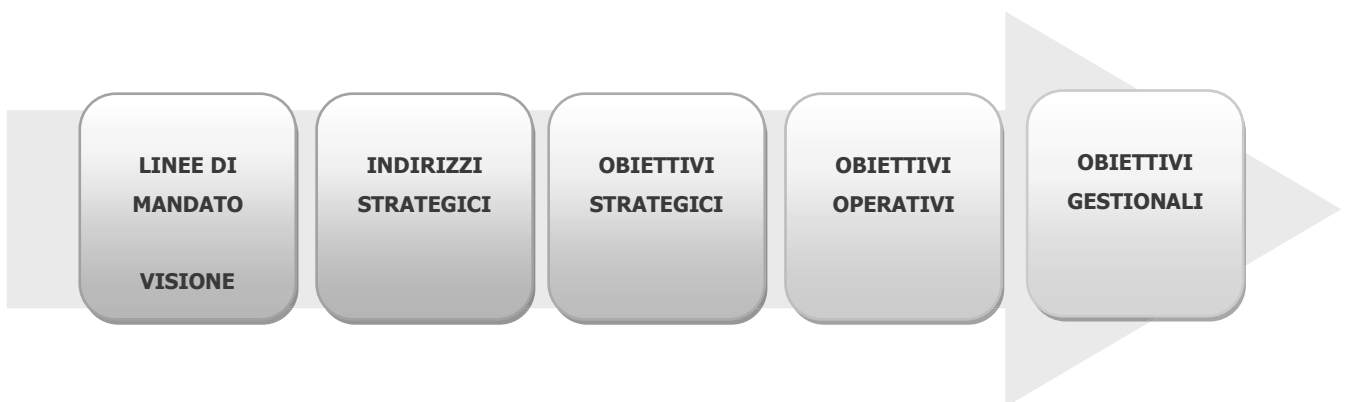 LINEE DI
MANDATO
VISIONE
INDIRIZZI
STRATEGICI
OBIETTIVI
STRATEGICI
OBIETTIVI
OPERATIVI
OBIETTIVI
GESTIONALI